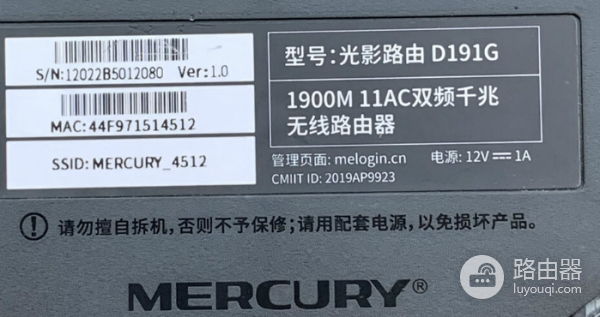 S/N:12022B5012080 Ver:1.0
MAC:44F971514512
SSID: MERCURY_4512
型号:光影路由 D191G
1900M 11AC双频千兆
无线路由器
管理页面: melogin.cn 电源: 12V⎓1A
CMIIT ID: 2019AP9923
请勿擅自拆机,否则不予保修;请用配套电源,以免损坏产品。
MERCURY®
路由器
luyouqi.com